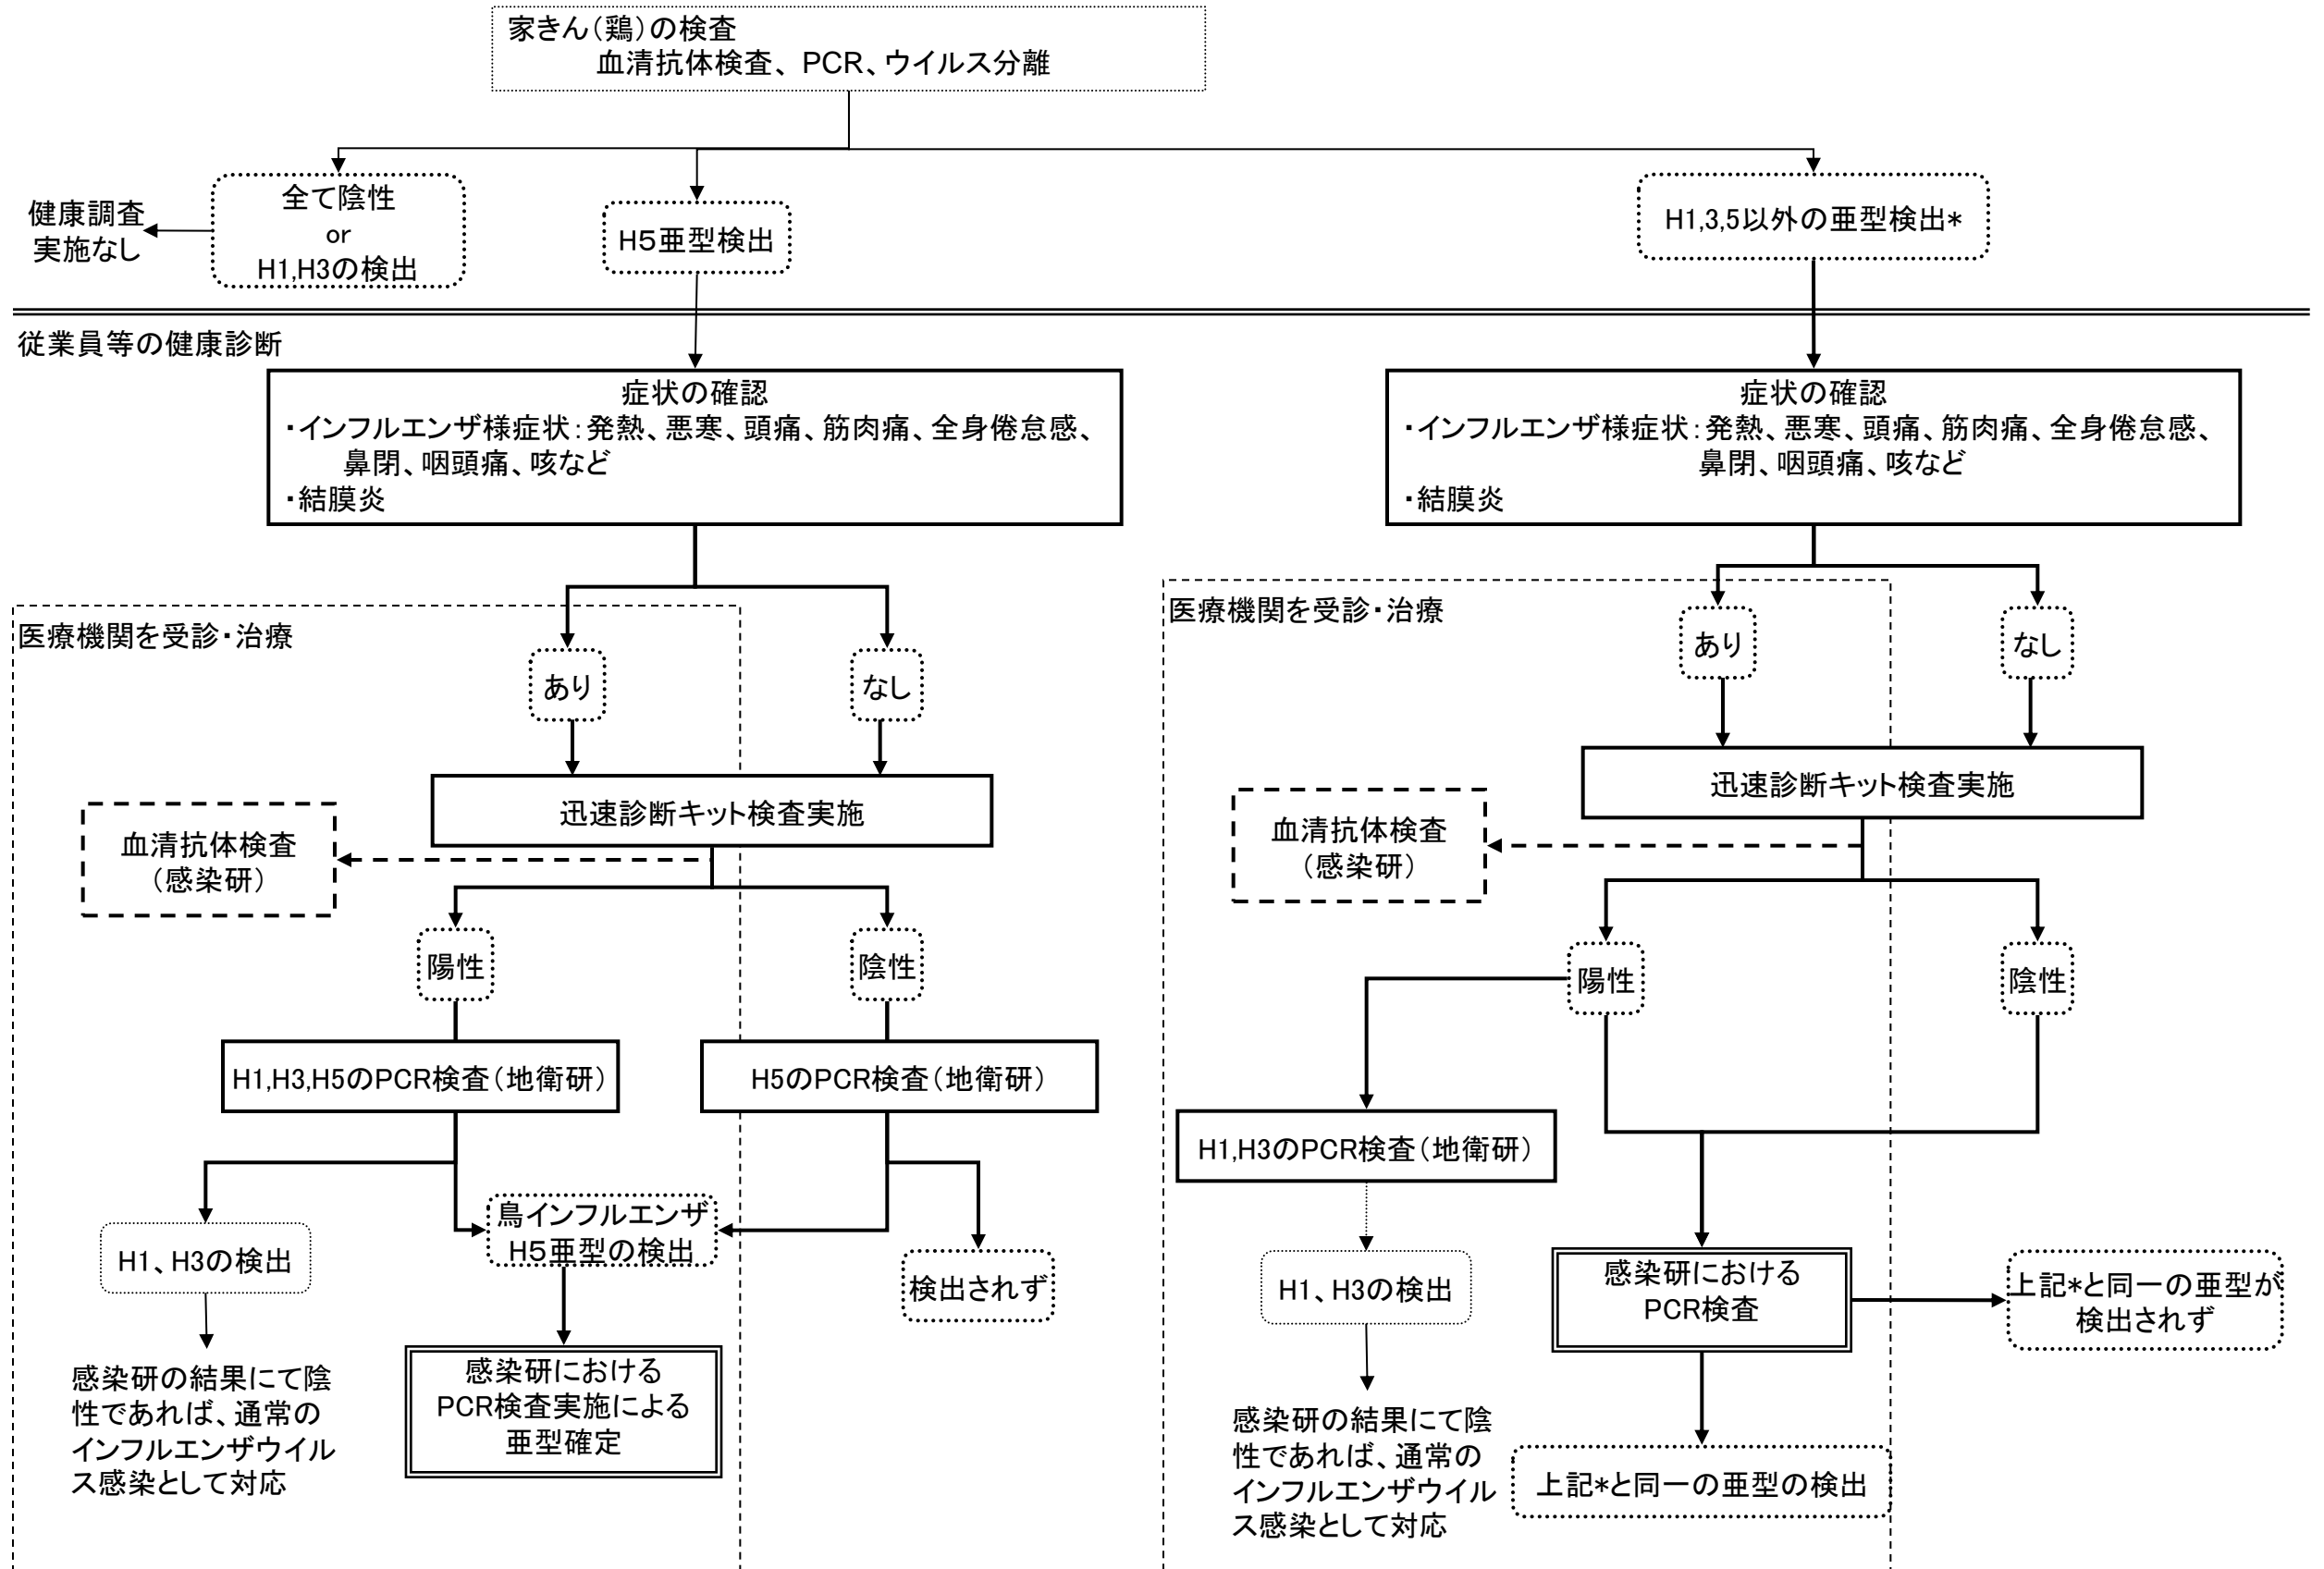 家きん（鶏）の検査
血清抗体検査、PCR、ウイルス分離
健康調査
実施なし
全て陰性
or
H1,H3の検出
H5亜型検出
H1,3,5以外の亜型検出*
従業員等の健康診断
症状の確認
・インフルエンザ様症状：発熱、悪寒、頭痛、筋肉痛、全身倦怠感、
鼻閉、咽頭痛、咳など
・結膜炎
症状の確認
・インフルエンザ様症状：発熱、悪寒、頭痛、筋肉痛、全身倦怠感、
鼻閉、咽頭痛、咳など
・結膜炎
医療機関を受診・治療
あり
なし
迅速診断キット検査実施
血清抗体検査
（感染研）
陽性
陰性
H1,H3,H5のPCR検査（地衛研）
H5のPCR検査（地衛研）
鳥インフルエンザ
H5亜型の検出
H1、H3の検出
検出されず
感染研の結果にて陰
性であれば、通常の
インフルエンザウイル
ス感染として対応
感染研における
PCR検査実施による
亜型確定
医療機関を受診・治療
あり
なし
迅速診断キット検査実施
血清抗体検査
（感染研）
陽性
陰性
H1,H3のPCR検査（地衛研）
H1、H3の検出
感染研における
PCR検査
上記*と同一の亜型が
検出されず
感染研の結果にて陰
性であれば、通常の
インフルエンザウイル
ス感染として対応
上記*と同一の亜型の検出